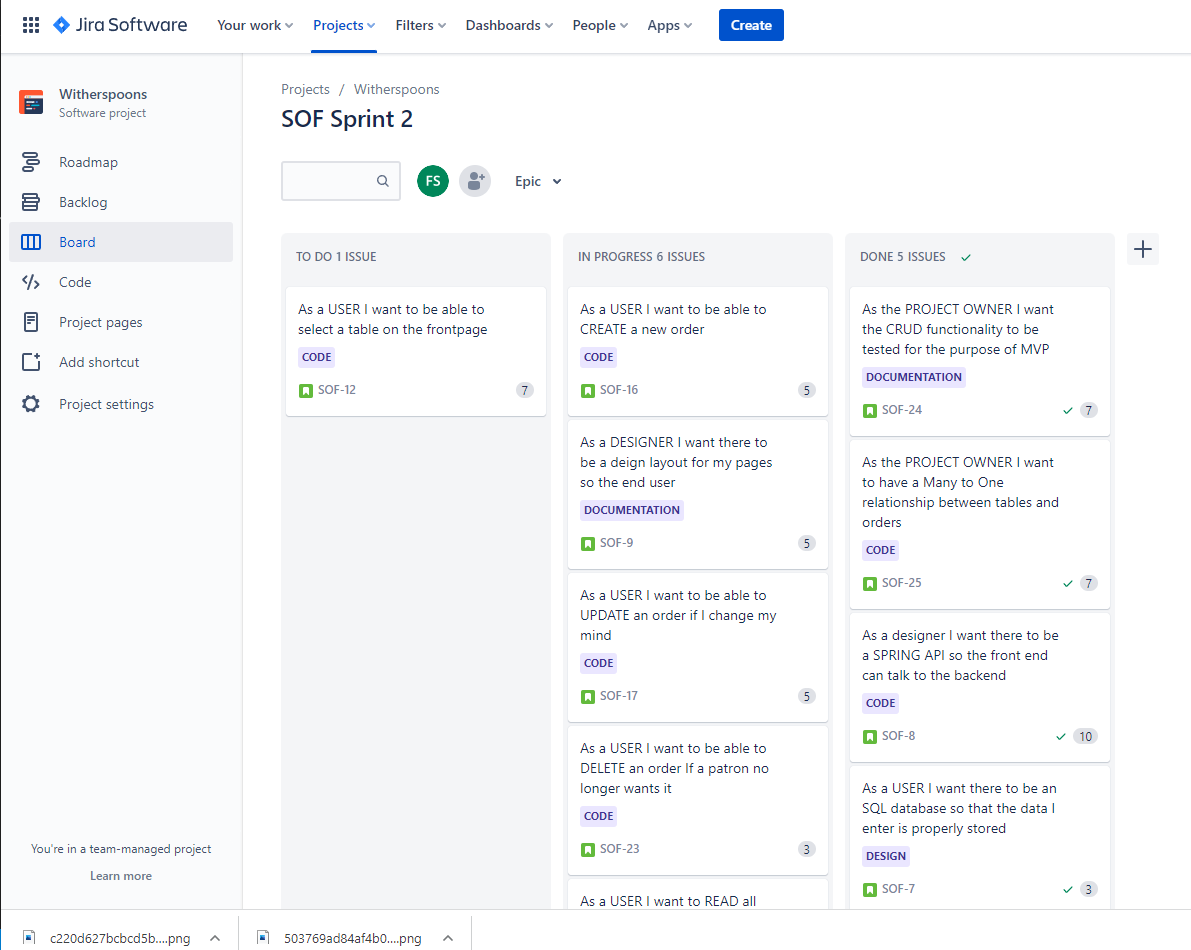 Jira Software Your work Projects Filters Dashboards People Apps Create
Witherspoons
Software project
Roadmap
Backlog
Board
Code
Project pages
Add shortcut
Project settings
You're in a team-managed project
Learn more
Projects / Witherspoons
SOF Sprint 2
FS Epic
TO DO 1 ISSUE
As a USER I want to be able to
select a table on the frontpage
CODE
SOF-12 7
IN PROGRESS 6 ISSUES
As a USER I want to be able to
CREATE a new order
CODE
SOF-16 5
As a DESIGNER I want there to
be a deign layout for my pages
so the end user
DOCUMENTATION
SOF-9 5
As a USER I want to be able to
UPDATE an order if I change my
mind
CODE
SOF-17 5
As a USER I want to be able to
DELETE an order If a patron no
longer wants it
CODE
SOF-23 3
As a USER I want to READ all
DONE 5 ISSUES
As the PROJECT OWNER I want
the CRUD functionality to be
tested for the purpose of MVP
DOCUMENTATION
SOF-24 7
As the PROJECT OWNER I want
to have a Many to One
relationship between tables and
orders
CODE
SOF-25 7
As a designer I want there to be
a SPRING API so the front end
can talk to the backend
CODE
SOF-8 10
As a USER I want there to be an
SQL database so that the data I
enter is properly stored
DESIGN
SOF-7 3
c220d627bcbcd5b....png 503769ad84af4b0....png